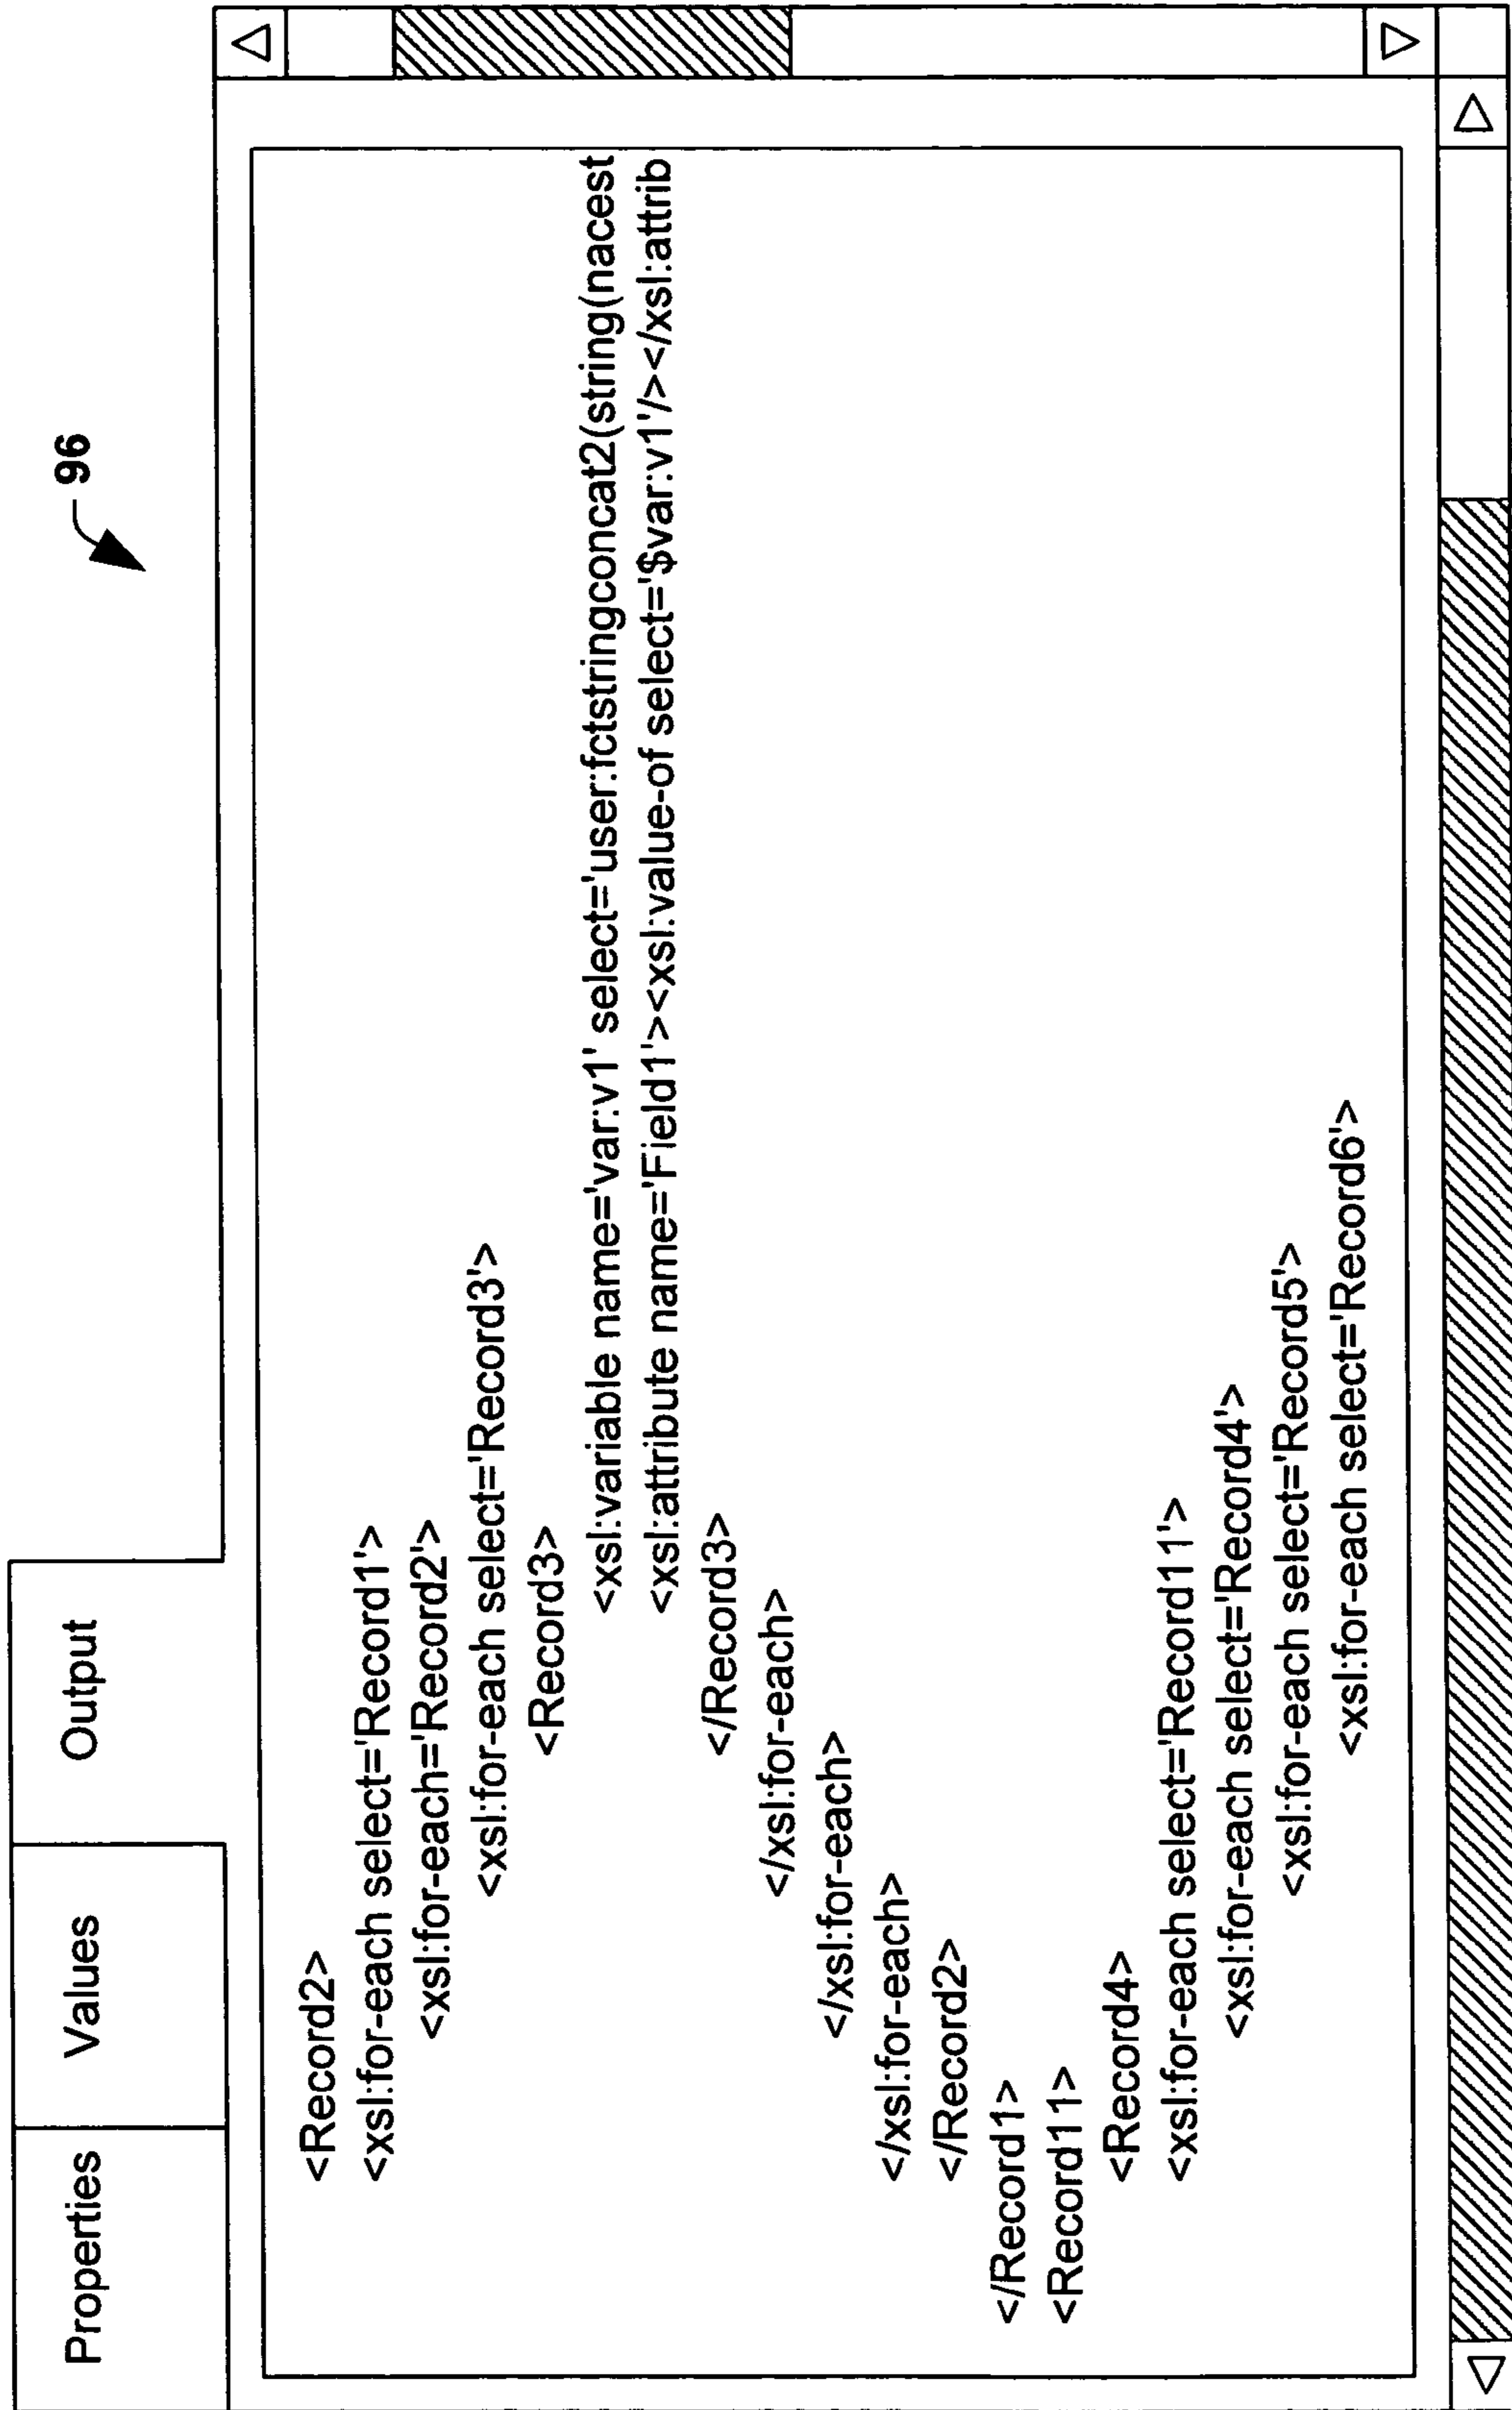 96
Properties Values Output
<Record2>
<xsl:for-each select='Record1'>
<xsl:for-each='Record2'>
<xsl:for-each select='Record3'>
<Record3>
<xsl:variable name='var:v1' select='user:fctstringconcat2(string(nacest
<xsl:attribute name='Field1'><xsl:value-of select='$var:v1'/></xsl:attrib
</Record3>
</xsl:for-each>
</xsl:for-each>
</xsl:for-each>
</Record2>
</Record1>
<Record11>
<Record4>
<xsl:for-each select='Record11'>
<xsl:for-each select='Record4'>
<xsl:for-each select='Record5'>
<xsl:for-each select='Record6'>